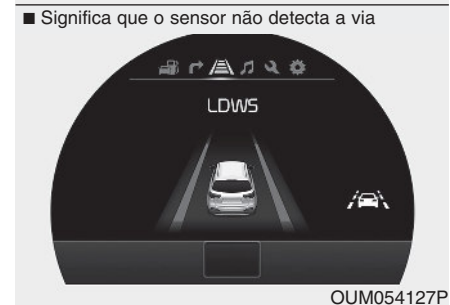 ■ Significa que o sensor não detecta a via
LDWS
OUM054127P